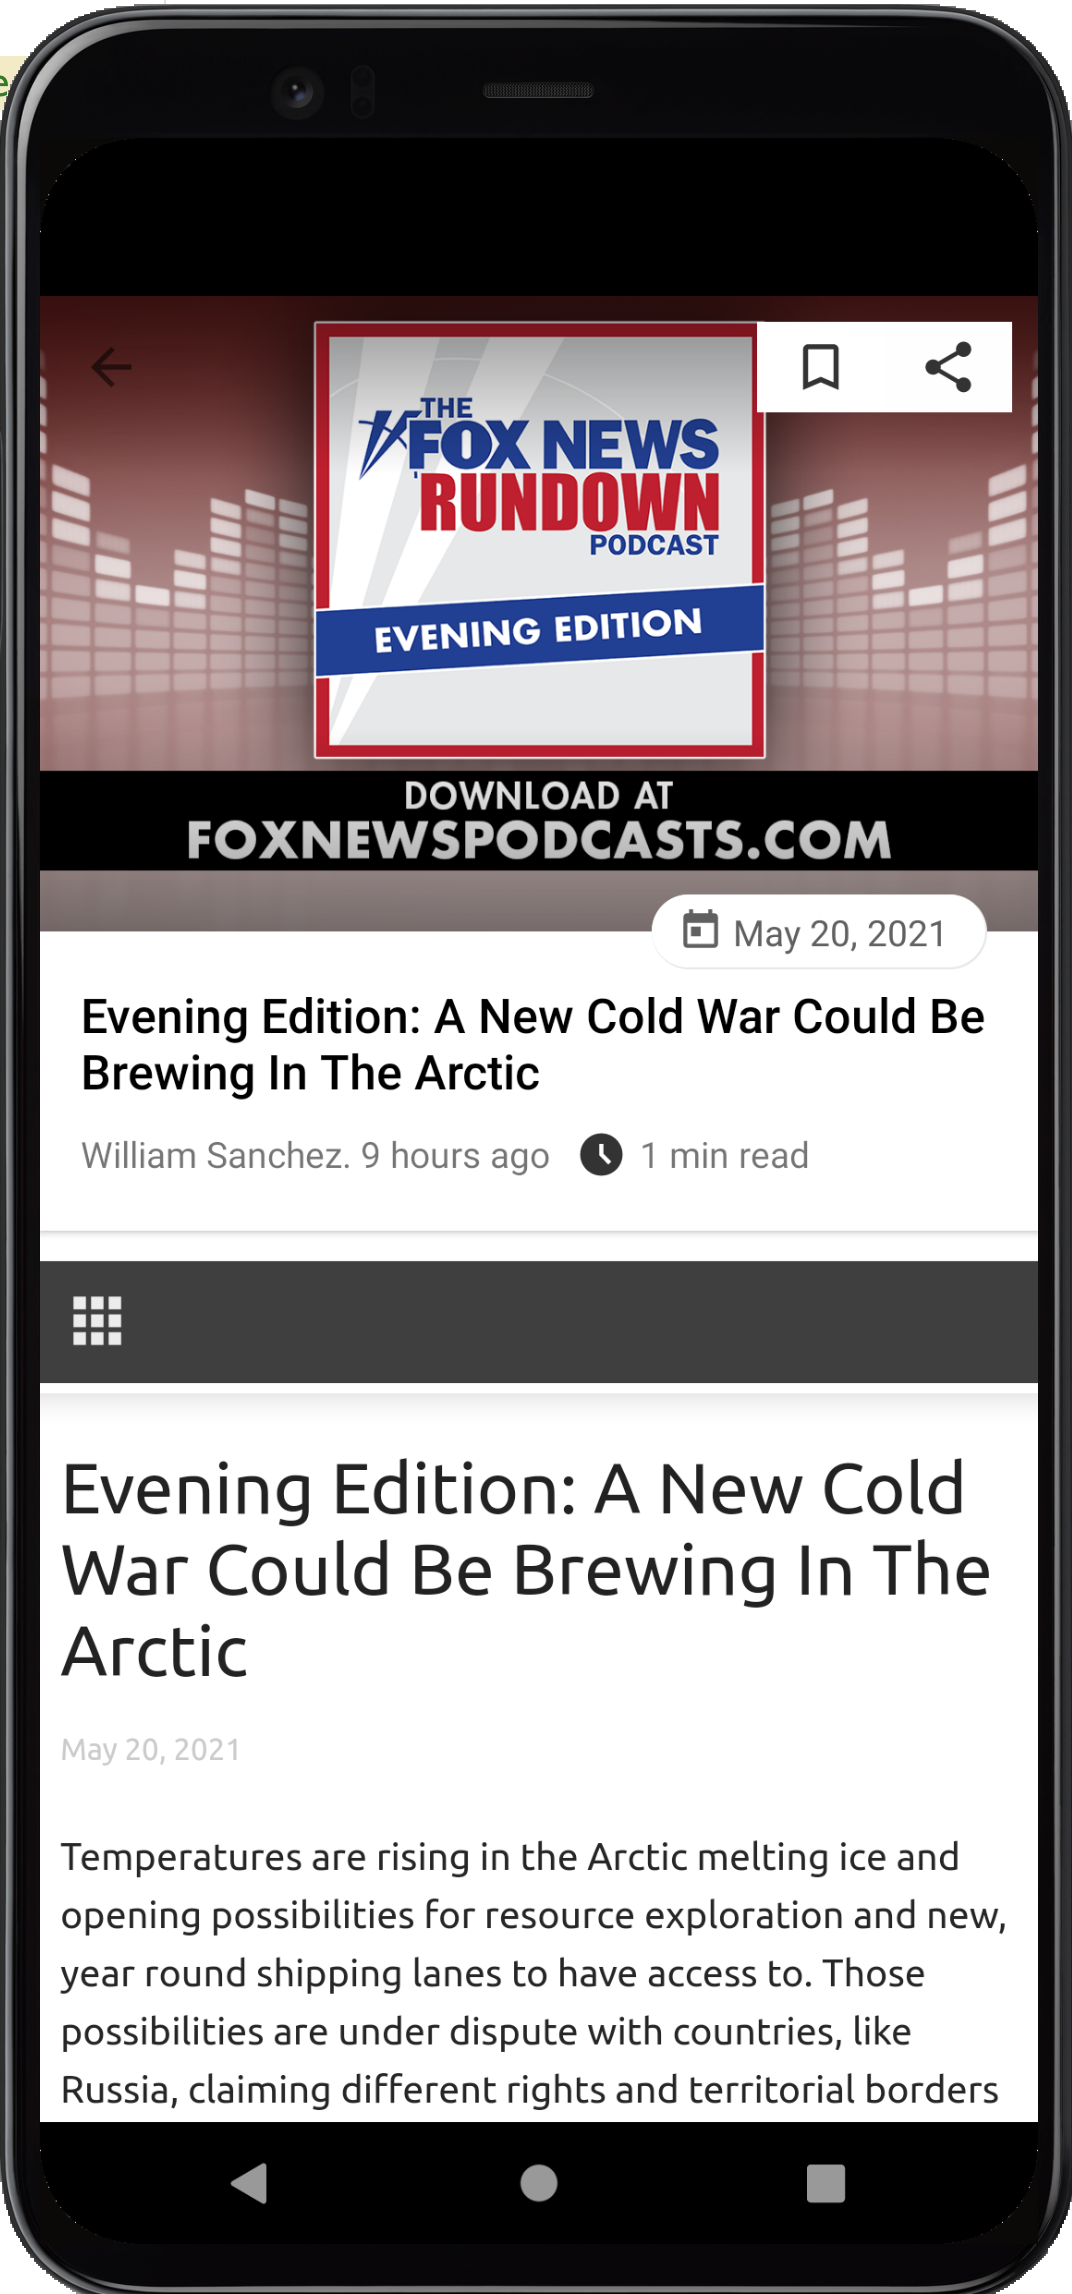 e
THE
FOX NEWS
RUNDOWN
PODCAST
EVENING EDITION
DOWNLOAD AT
FOXNEWSPODCASTS.COM
May 20, 2021
Evening Edition: A New Cold War Could Be
Brewing In The Arctic
William Sanchez. 9 hours ago 1 min read
Evening Edition: A New Cold
War Could Be Brewing In The
Arctic
May 20, 2021
Temperatures are rising in the Arctic melting ice and
opening possibilities for resource exploration and new,
year round shipping lanes to have access to. Those
possibilities are under dispute with countries, like
Russia, claiming different rights and territorial borders